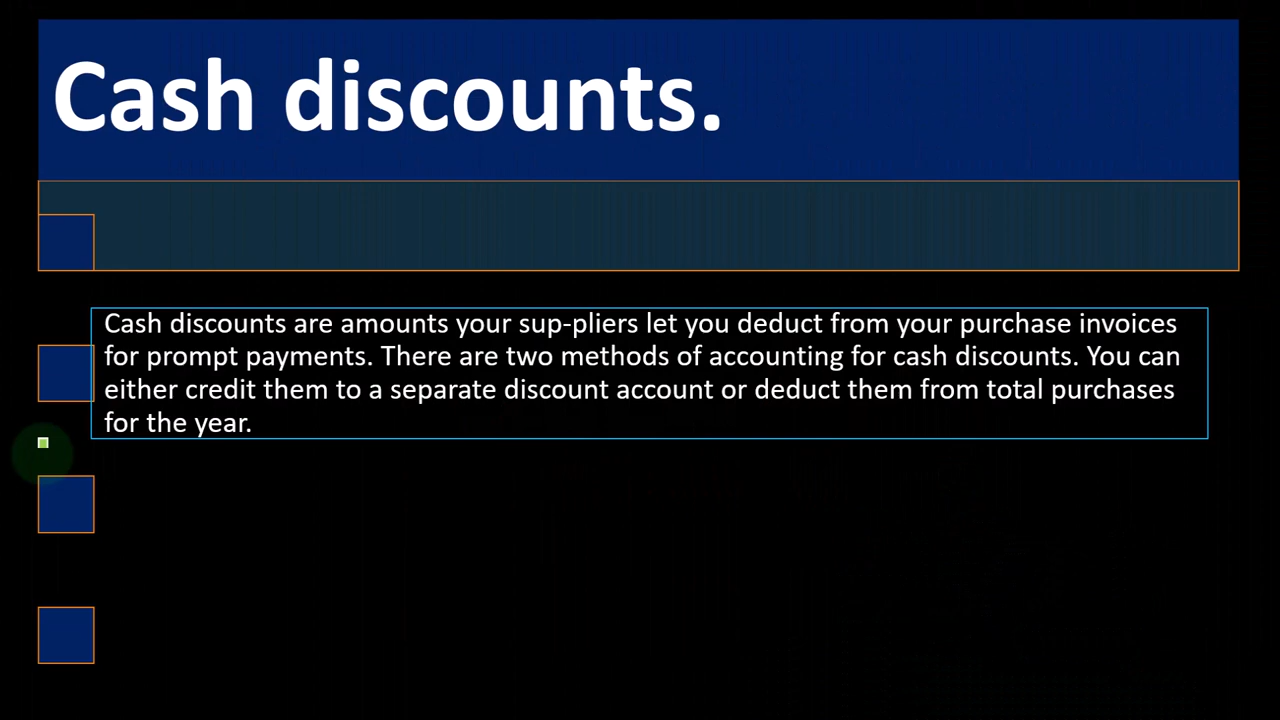 Cash discounts.
Cash discounts are amounts your sup-pliers let you deduct from your purchase invoices
for prompt payments. There are two methods of accounting for cash discounts. You can
either credit them to a separate discount account or deduct them from total purchases
for the year.